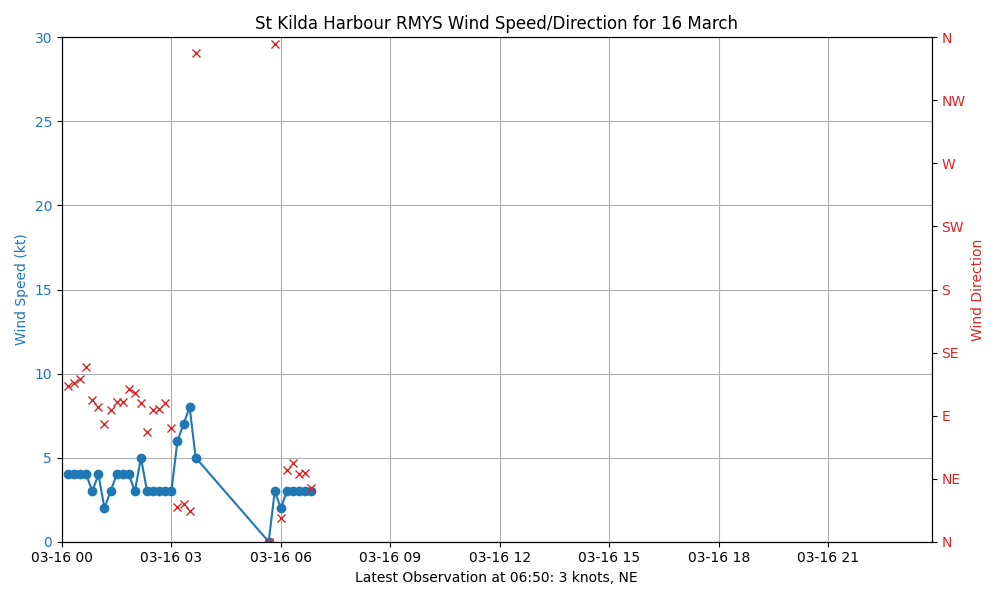 St Kilda Harbour RMYS Wind Speed/Direction for 16 March
30
25
20
15
10
5
0
Wind Speed (kt)
N
NW
W
SW
S
SE
E
NE
N
Wind Direction
03-16 00
03-16 03
03-16 06
03-16 09
03-16 12
03-16 15
03-16 18
03-16 21
Latest Observation at 06:50: 3 knots, NE